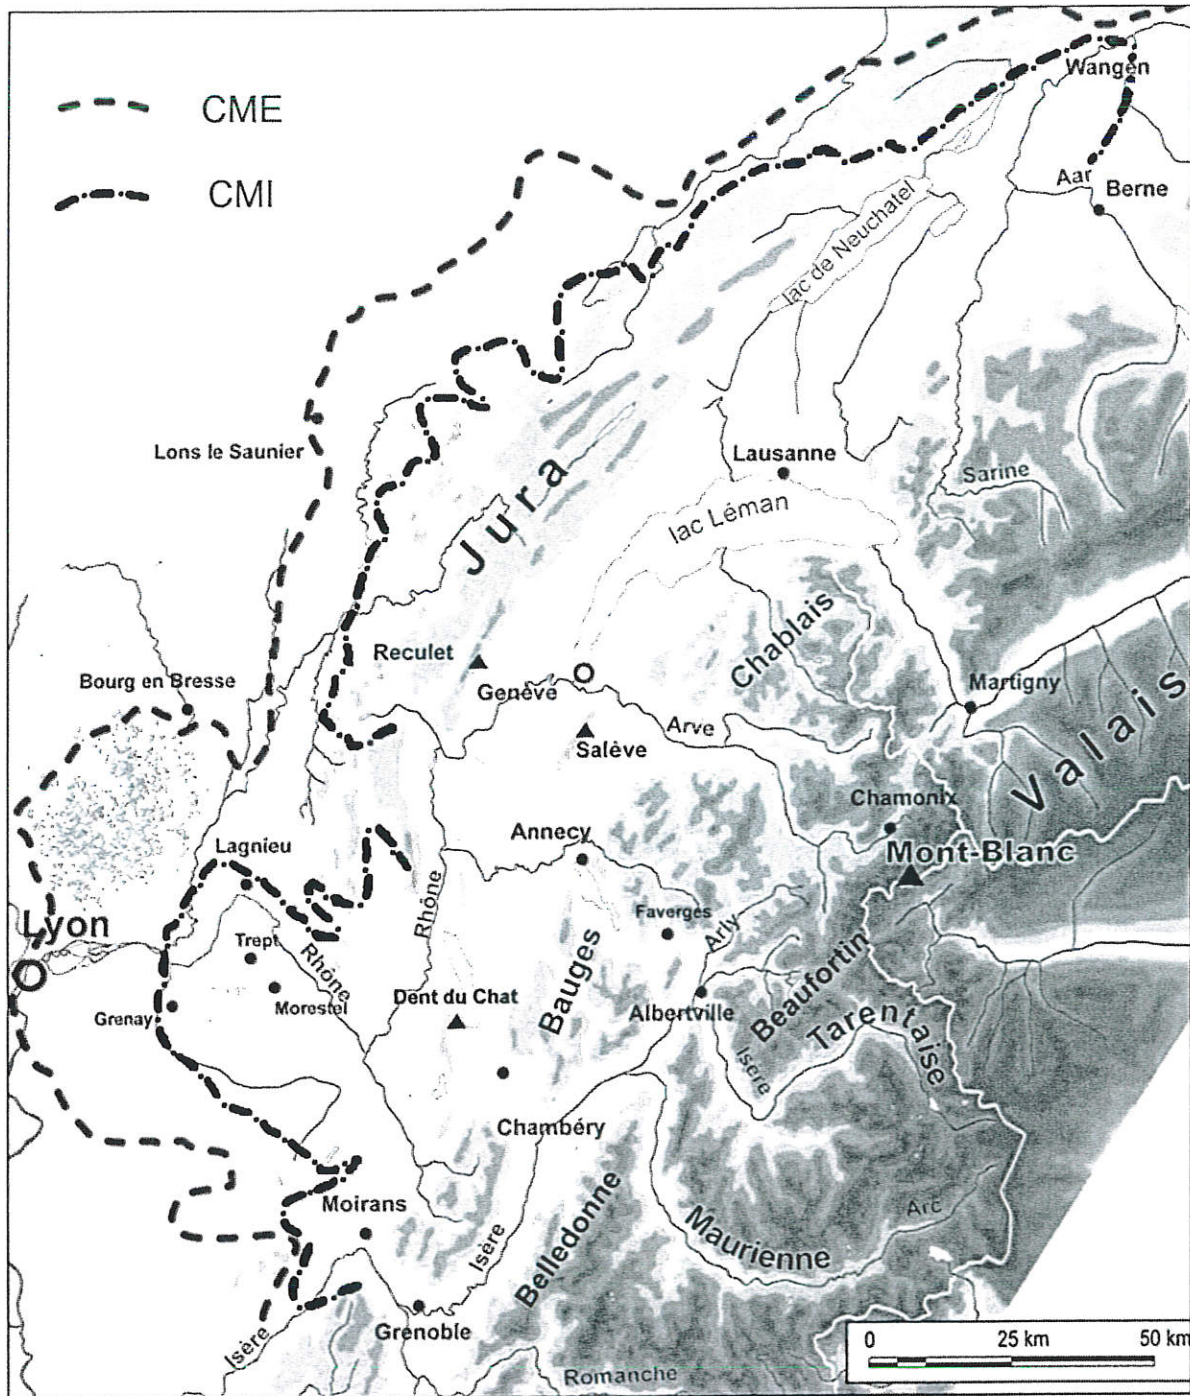 CME
CMI
Wangen
Aar
Berne
lac de Neuchatel
Lons le Saunier
Lausanne
Sarine
lac Léman
Jura
Chablais
Reculet
Genève
Martigny
Bourg en Bresse
Salève
Arve
Valais
Chamonix
Mont-Blanc
Annecy
Lagnieu
Rhône
Faverges
Arly
Lyon
Trept
Rhône
Morestel
Grenay
Dent du Chat
Bauges
Albertville
Beaufortin
Tarentaise
Isère
Chambéry
Moirans
Isère
Belledonne
Maurienne
Arc
Isère
Grenoble
Romanche
0 25 km 50 km